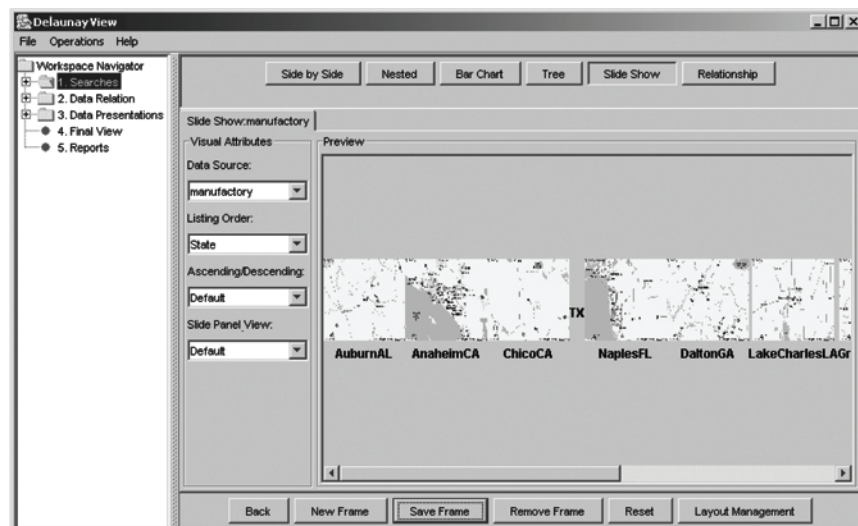 Delaunay View
File Operations Help
Workspace Navigator
1. Searches
2. Data Relation
3. Data Presentations
4. Final View
5. Reports
Side by Side Nested Bar Chart Tree Slide Show Relationship
Slide Show:manufactory
Visual Attributes
Data Source:
manufactory
Listing Order:
State
Ascending/Descending:
Default
Slide Panel View:
Default
Preview
TX
AuburnAL AnaheimCA ChicoCA NaplesFL DaltonGA LakeCharlesLAGr
Back New Frame Save Frame Remove Frame Reset Layout Management